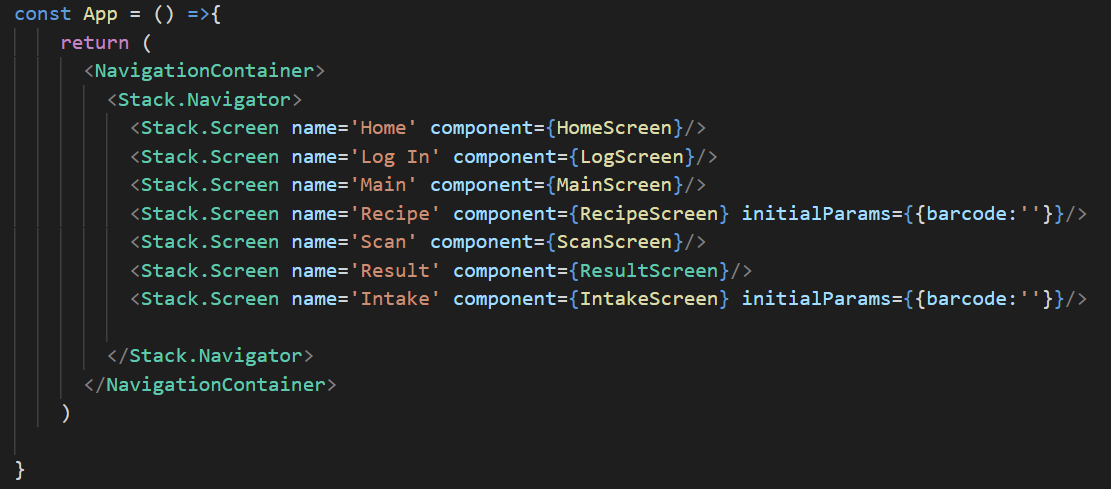 const App = () =>{
return (
<NavigationContainer>
<Stack.Navigator>
<Stack.Screen name='Home' component={HomeScreen}/>
<Stack.Screen name='Log In' component={LogScreen}/>
<Stack.Screen name='Main' component={MainScreen}/>
<Stack.Screen name='Recipe' component={RecipeScreen} initialParams={{barcode:''}}/>
<Stack.Screen name='Scan' component={ScanScreen}/>
<Stack.Screen name='Result' component={ResultScreen}/>
<Stack.Screen name='Intake' component={IntakeScreen} initialParams={{barcode:''}}/>
</Stack.Navigator>
</NavigationContainer>
)
}